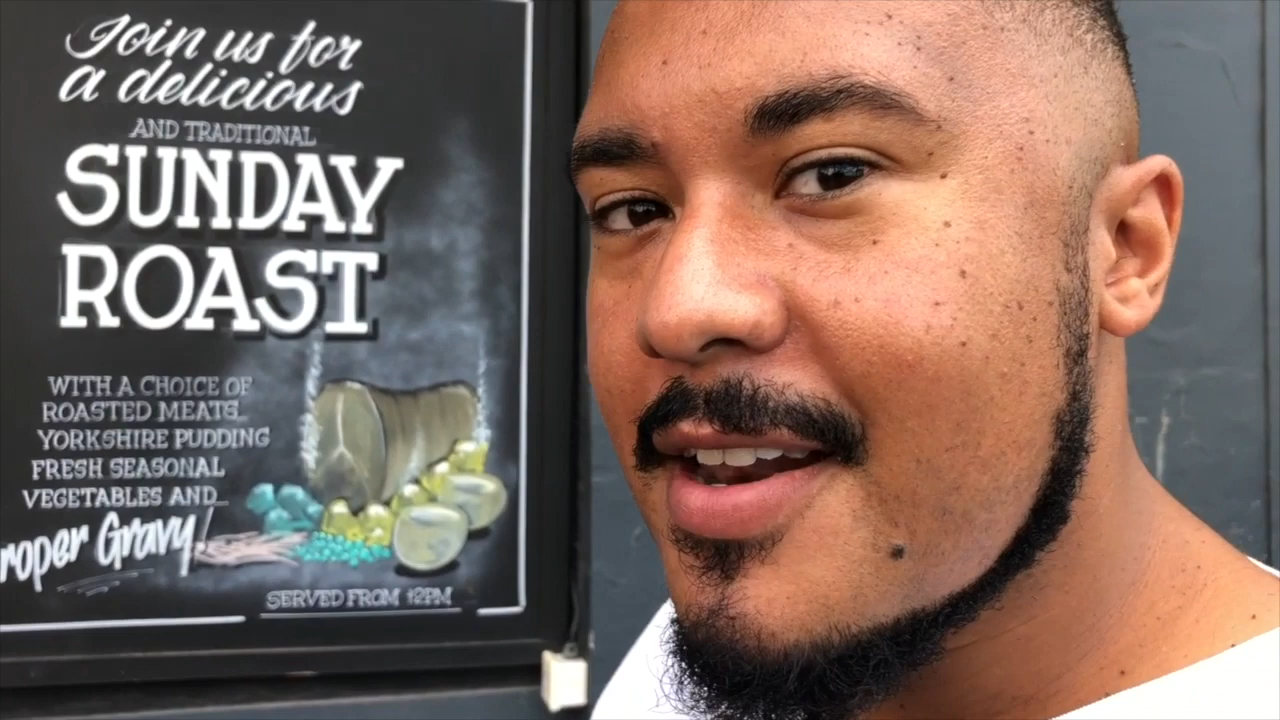 Join us for
a delicious
AND TRADITIONAL
SUNDAY
ROAST
WITH A CHOICE OF
ROASTED MEATS
YORKSHIRE PUDDING
FRESH SEASONAL
VEGETABLES AND...
roper Gravy!
SERVED FROM 12PM